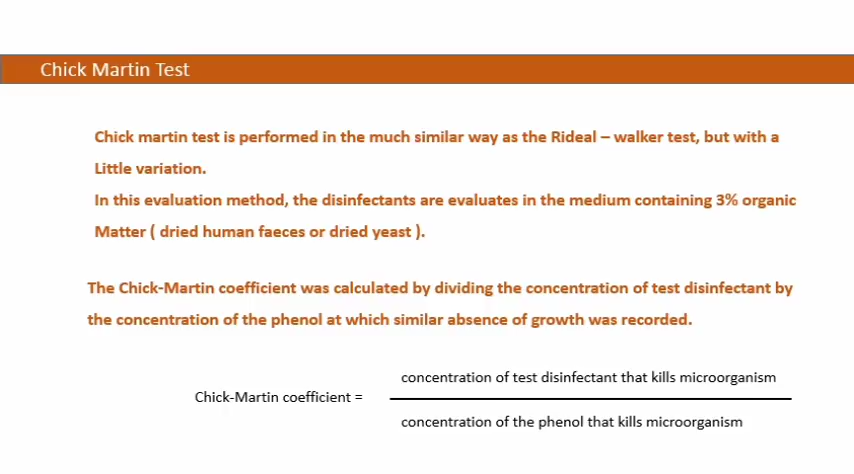 Chick Martin Test
Chick martin test is performed in the much similar way as the Rideal – walker test, but with a
Little variation.
In this evaluation method, the disinfectants are evaluates in the medium containing 3% organic
Matter ( dried human faeces or dried yeast ).
The Chick-Martin coefficient was calculated by dividing the concentration of test disinfectant by
the concentration of the phenol at which similar absence of growth was recorded.
concentration of test disinfectant that kills microorganism
Chick-Martin coefficient =
concentration of the phenol that kills microorganism